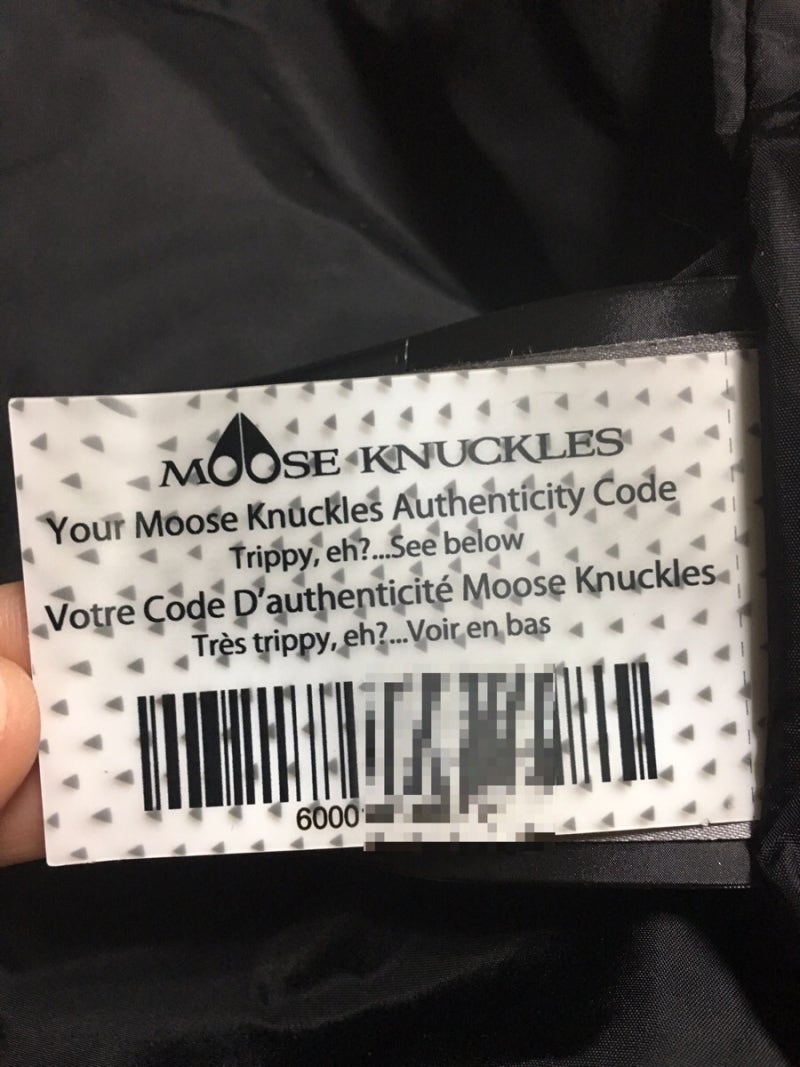 MOOSE KNUCKLES
Your Moose Knuckles Authenticity Code
Trippy, eh?...See below
Votre Code D'authenticité Moose Knuckles
Très trippy, eh?...Voir en bas
6000